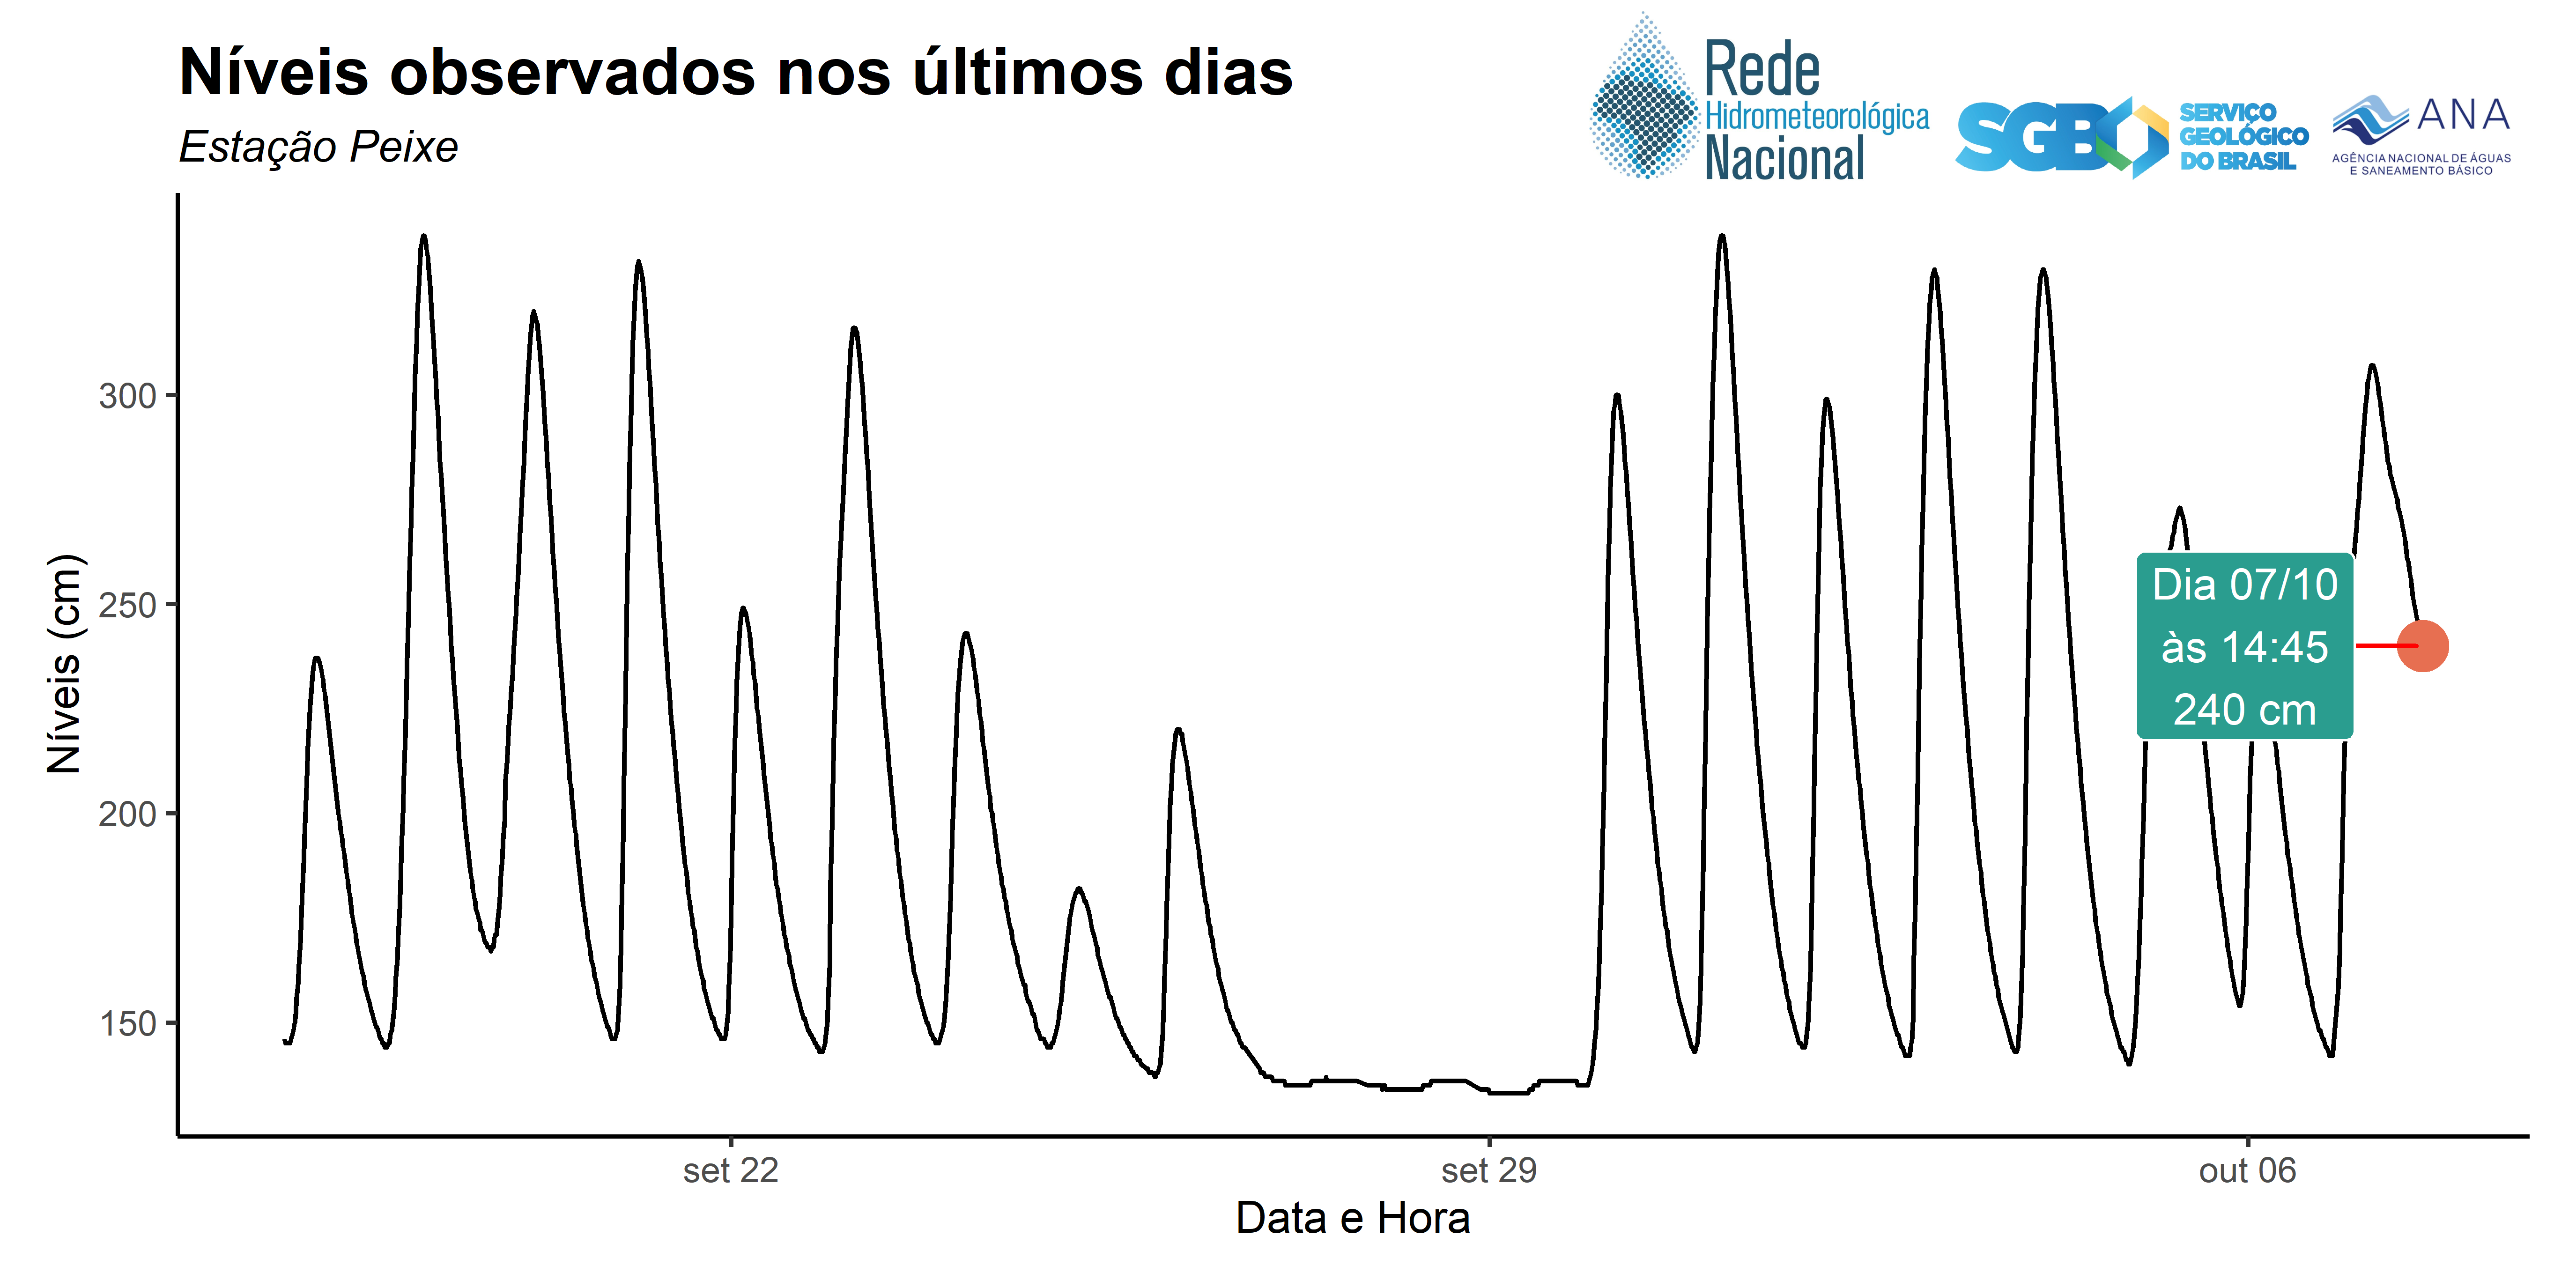 Níveis observados nos últimos dias
Estação Peixe
Rede
Hidrometeorológica
Nacional
SGB
SERVIÇO
GEOLÓGICO
DO BRASIL
ANA
AGÊNCIA NACIONAL DE ÁGUAS
E SANEAMENTO BÁSICO
Níveis (cm)
300
250
200
150
Dia 07/10
às 14:45
240 cm
set 22
set 29
out 06
Data e Hora